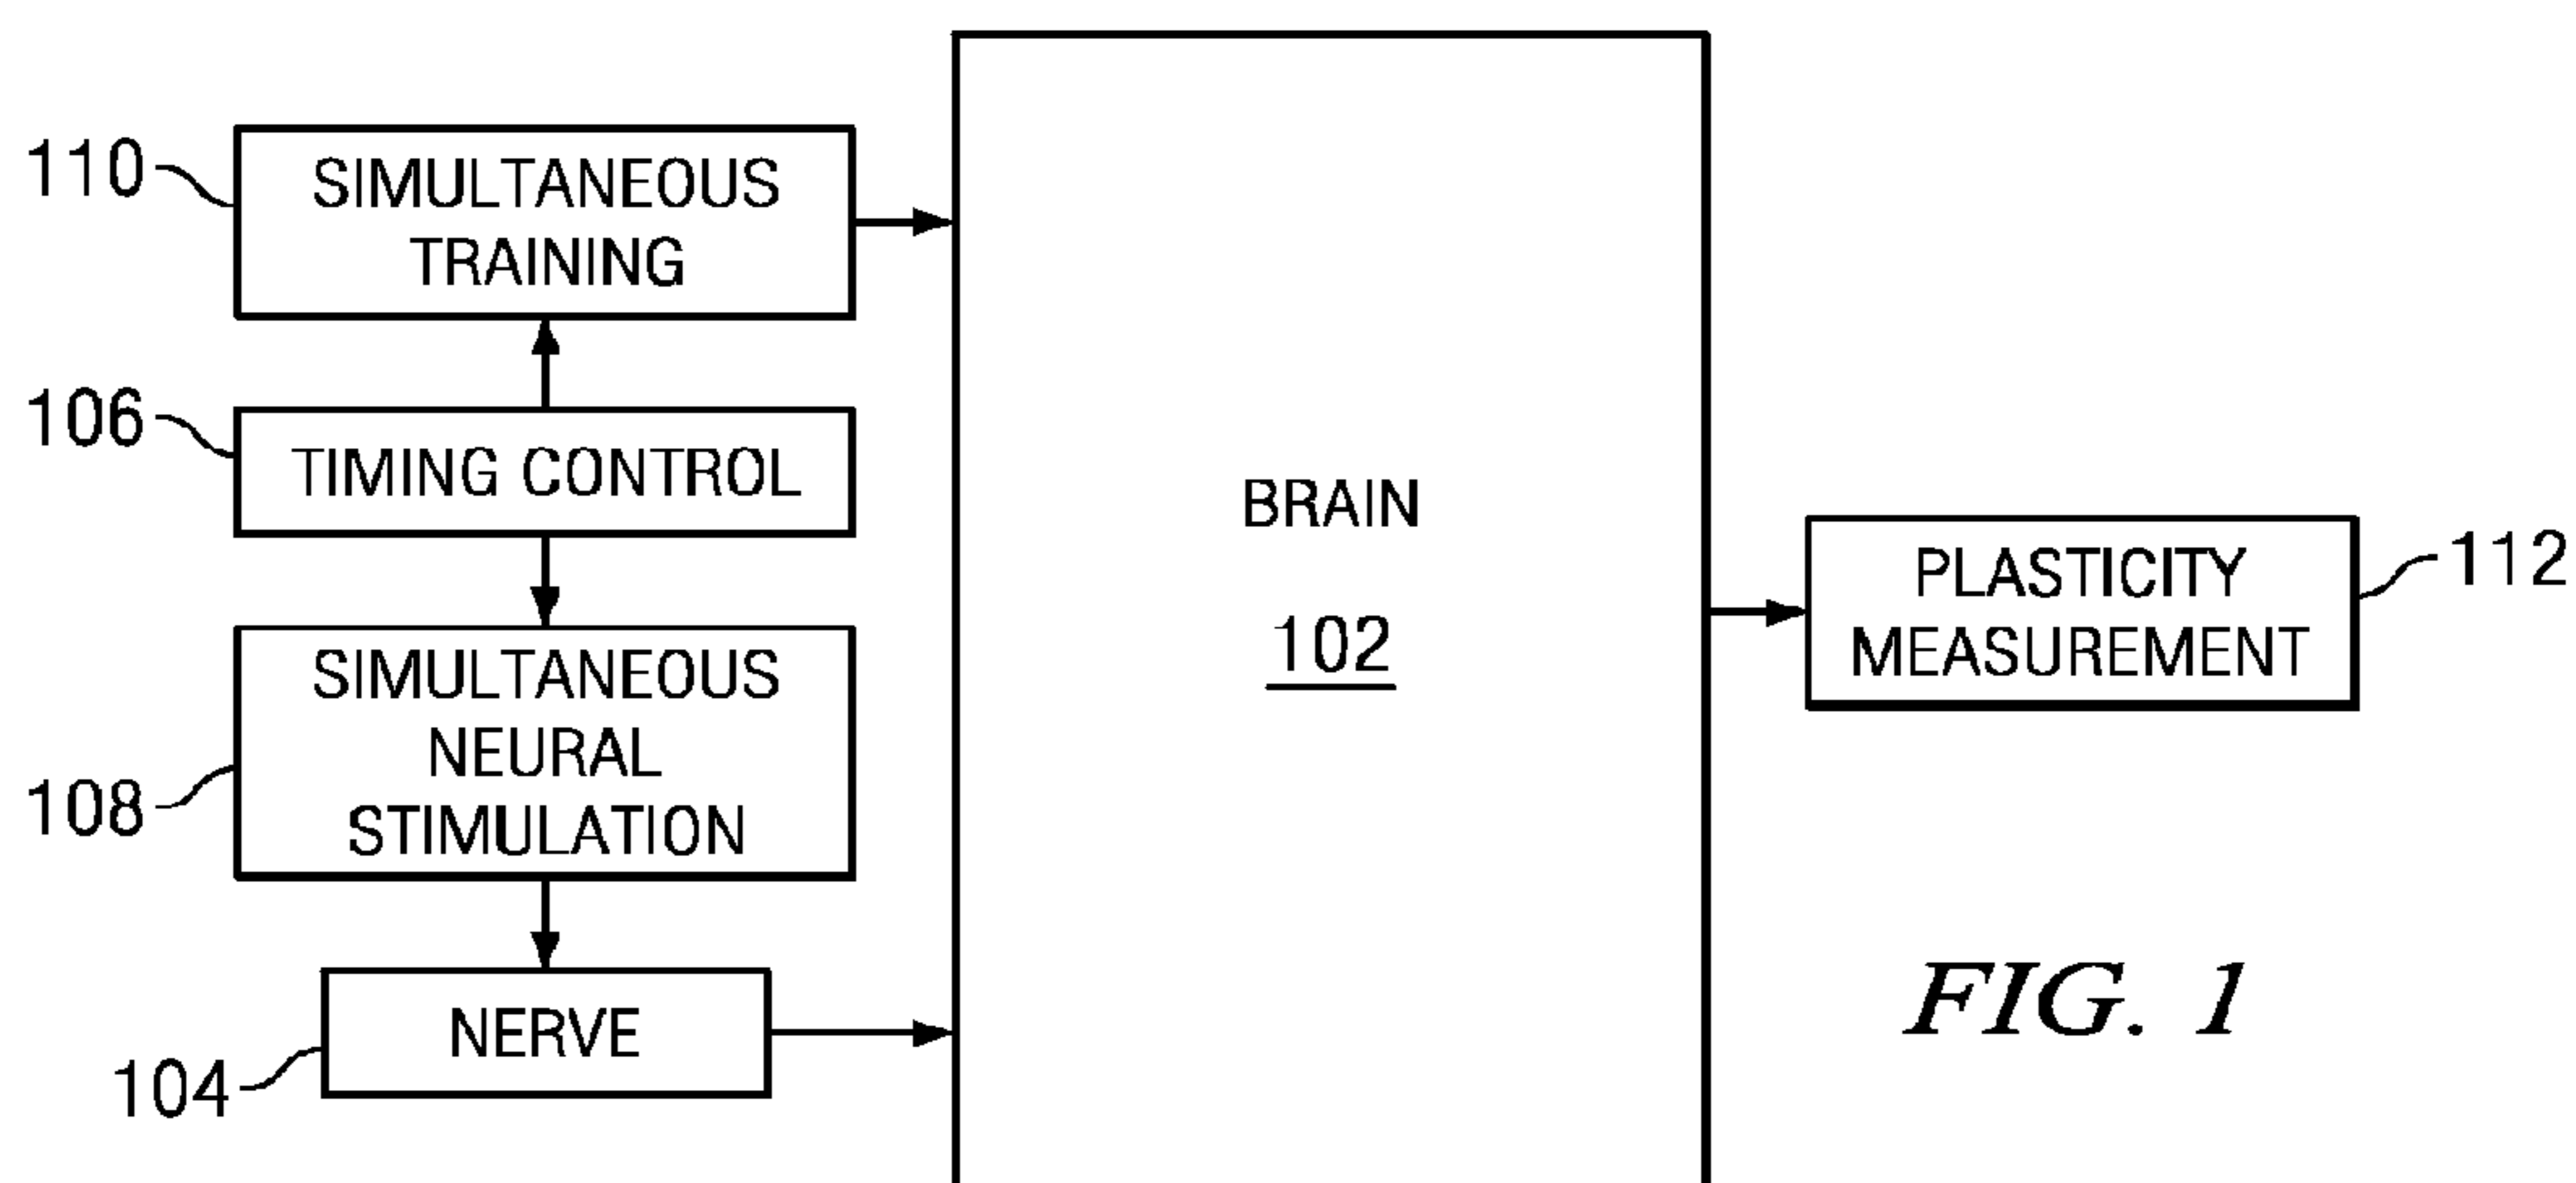 110
SIMULTANEOUS
TRAINING
106
TIMING CONTROL
108
SIMULTANEOUS
NEURAL
STIMULATION
104
NERVE
BRAIN
102
PLASTICITY
MEASUREMENT
112
FIG. 1